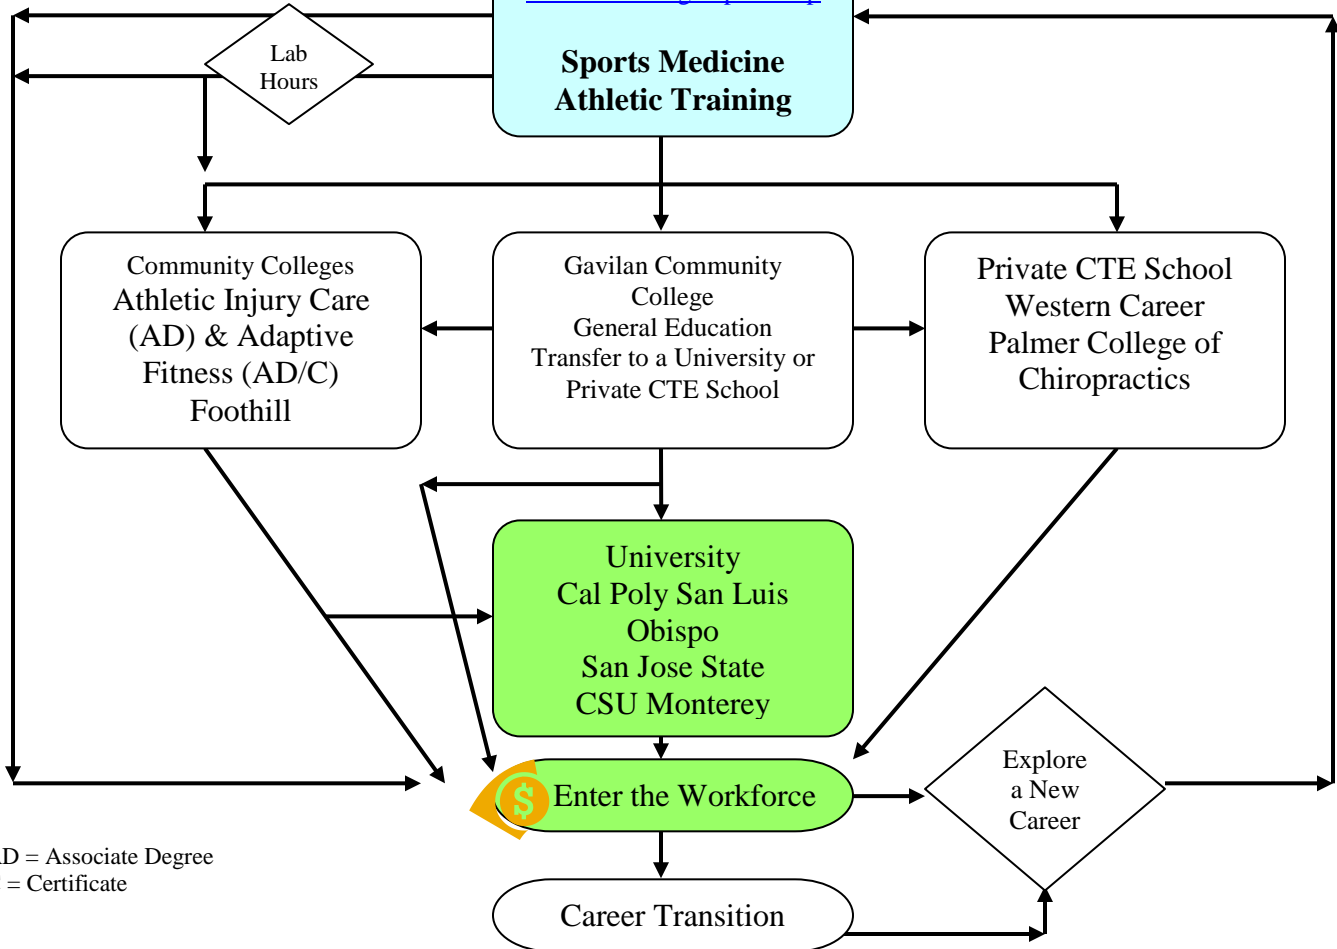 Lab
Hours
Sports Medicine
Athletic Training
Community Colleges
Athletic Injury Care
(AD) & Adaptive
Fitness (AD/C)
Foothill
Gavilan Community
College
General Education
Transfer to a University or
Private CTE School
Private CTE School
Western Career
Palmer College of
Chiropractics
University
Cal Poly San Luis
Obispo
San Jose State
CSU Monterey
$ Enter the Workforce
Explore
a New
Career
AD = Associate Degree
= Certificate
Career Transition